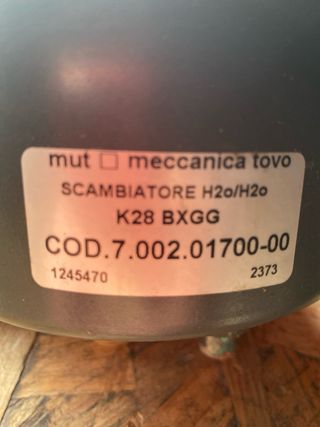 mut □ meccanica tovo
SCAMBIATORE H2o/H2o
K28 BXGG
COD.7.002.01700-00
1245470 2373